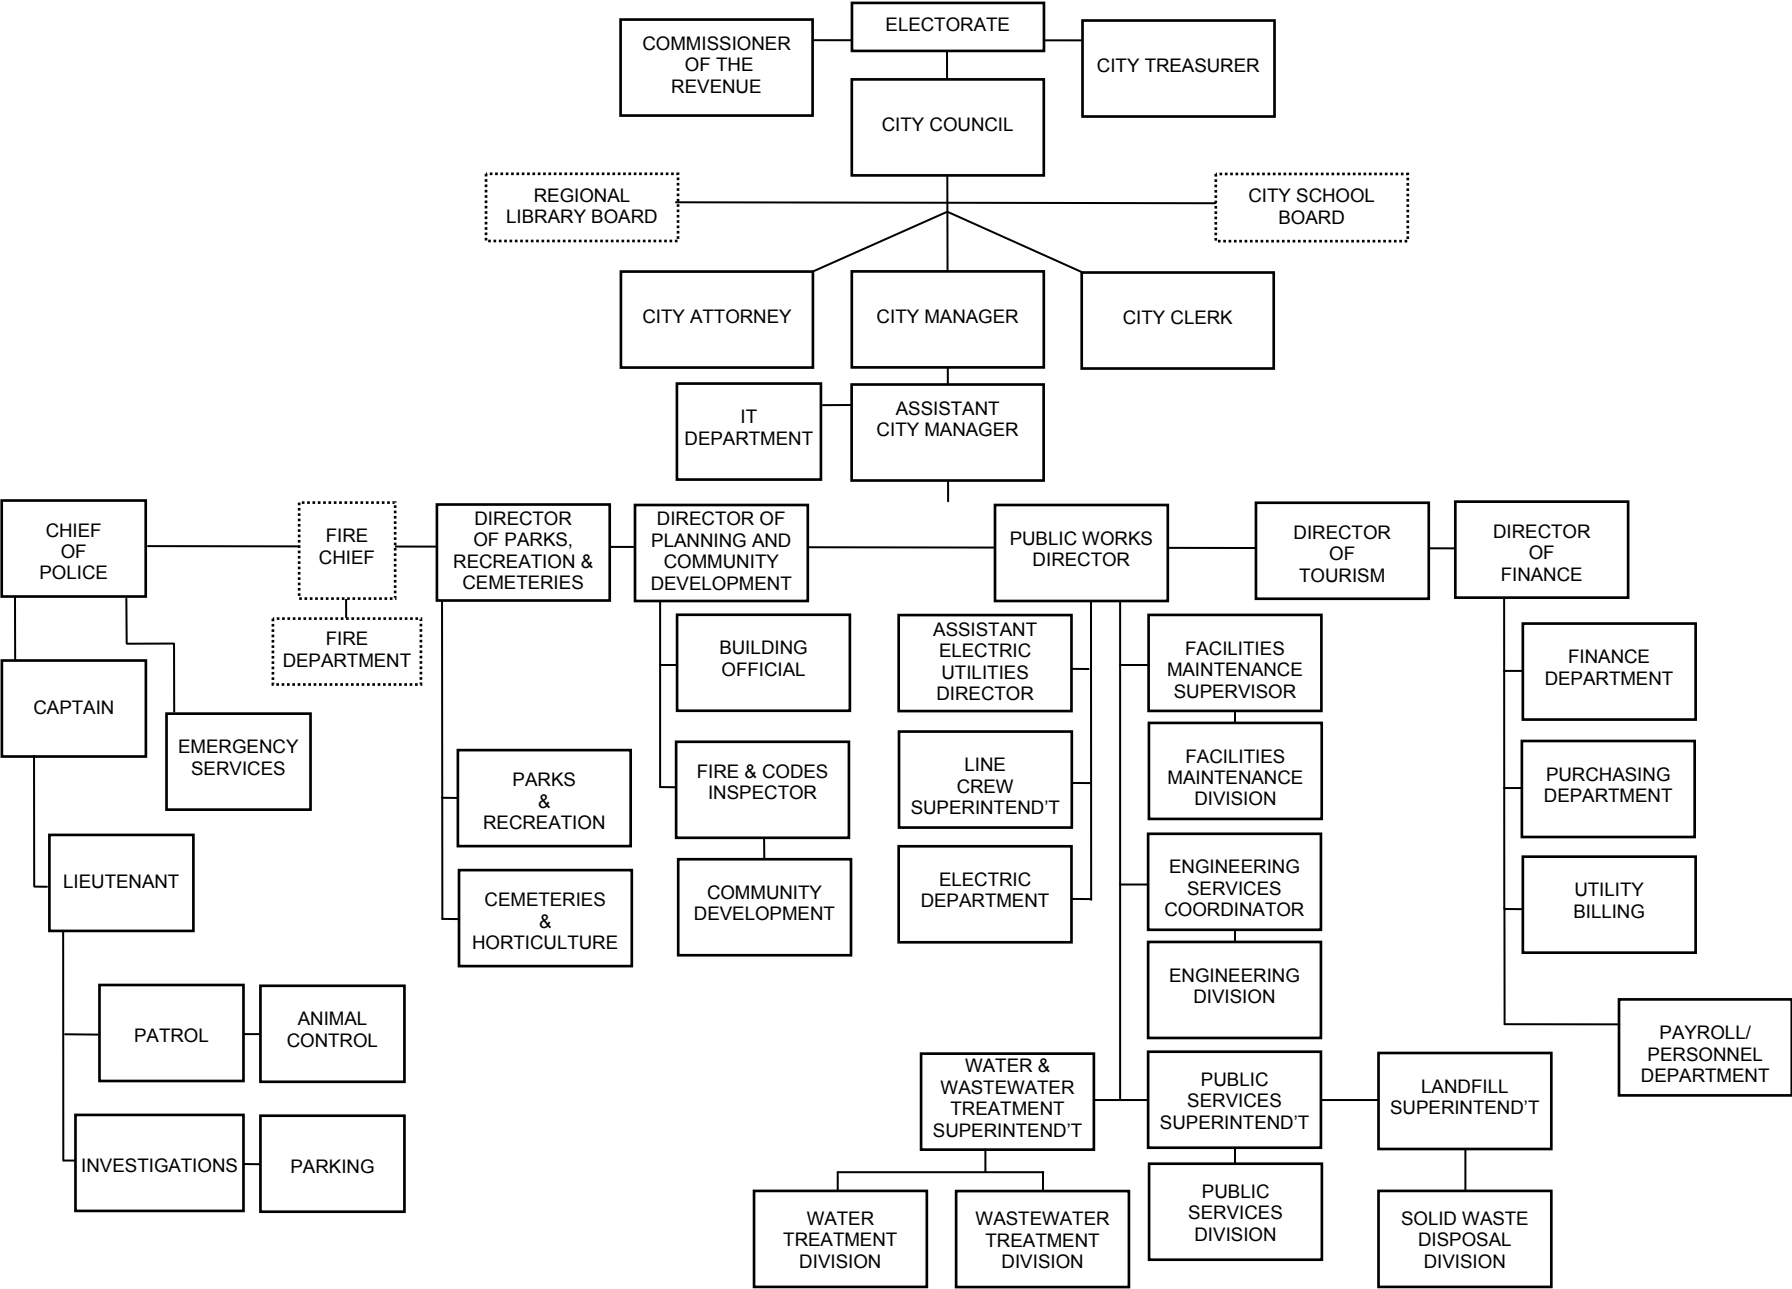 ELECTORATE
COMMISSIONER
OF THE
REVENUE
CITY TREASURER
CITY COUNCIL
REGIONAL
LIBRARY BOARD
CITY SCHOOL
BOARD
CITY ATTORNEY
CITY MANAGER
CITY CLERK
IT
DEPARTMENT
ASSISTANT
CITY MANAGER
CHIEF
OF
POLICE
FIRE
CHIEF
DIRECTOR
OF PARKS,
RECREATION &
CEMETERIES
DIRECTOR OF
PLANNING AND
COMMUNITY
DEVELOPMENT
PUBLIC WORKS
DIRECTOR
DIRECTOR
OF
TOURISM
DIRECTOR
OF
FINANCE
FIRE
DEPARTMENT
CAPTAIN
EMERGENCY
SERVICES
LIEUTENANT
PATROL
ANIMAL
CONTROL
INVESTIGATIONS
PARKING
PARKS
&
RECREATION
CEMETERIES
&
HORTICULTURE
BUILDING
OFFICIAL
FIRE & CODES
INSPECTOR
COMMUNITY
DEVELOPMENT
ASSISTANT
ELECTRIC
UTILITIES
DIRECTOR
LINE
CREW
SUPERINTEND'T
ELECTRIC
DEPARTMENT
FACILITIES
MAINTENANCE
SUPERVISOR
FACILITIES
MAINTENANCE
DIVISION
ENGINEERING
SERVICES
COORDINATOR
ENGINEERING
DIVISION
WATER &
WASTEWATER
TREATMENT
SUPERINTEND'T
PUBLIC
SERVICES
SUPERINTEND'T
LANDFILL
SUPERINTEND'T
WATER
TREATMENT
DIVISION
WASTEWATER
TREATMENT
DIVISION
PUBLIC
SERVICES
DIVISION
SOLID WASTE
DISPOSAL
DIVISION
FINANCE
DEPARTMENT
PURCHASING
DEPARTMENT
UTILITY
BILLING
PAYROLL/
PERSONNEL
DEPARTMENT